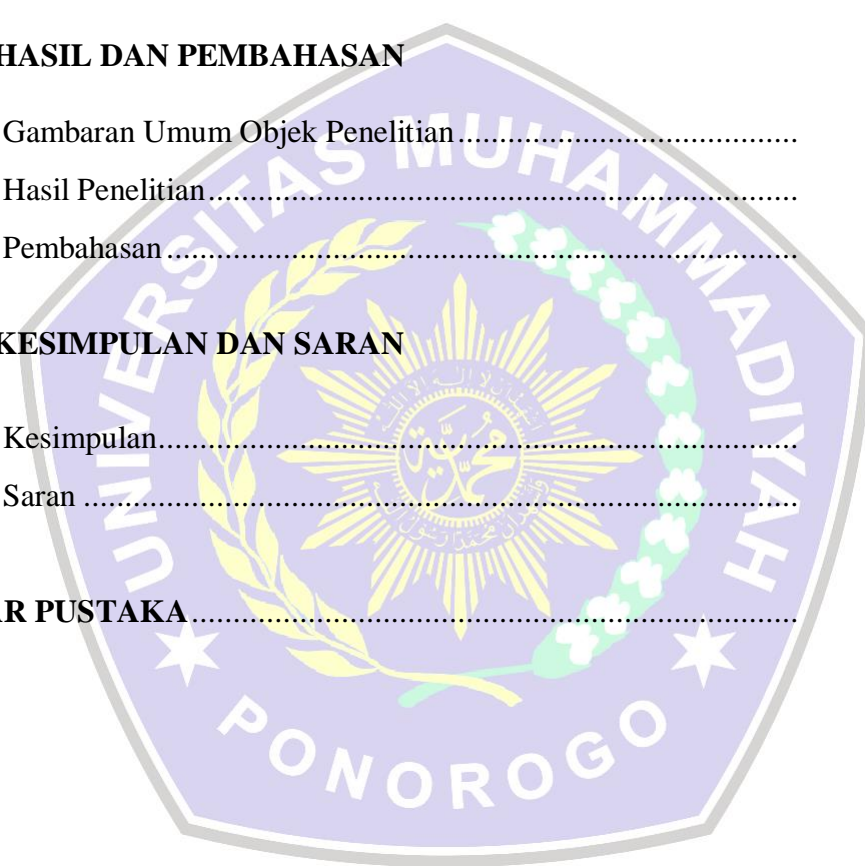 HASIL DAN PEMBAHASAN
Gambaran Umum Objek Penelitian..........................................
Hasil Penelitian.........................................................................
Pembahasan..............................................................................
KESIMPULAN DAN SARAN
Kesimpulan...............................................................................
Saran ........................................................................................
AR PUSTAKA...........................................................................
UNIVERSITAS MUHAMMADIYAH
PONOROGO